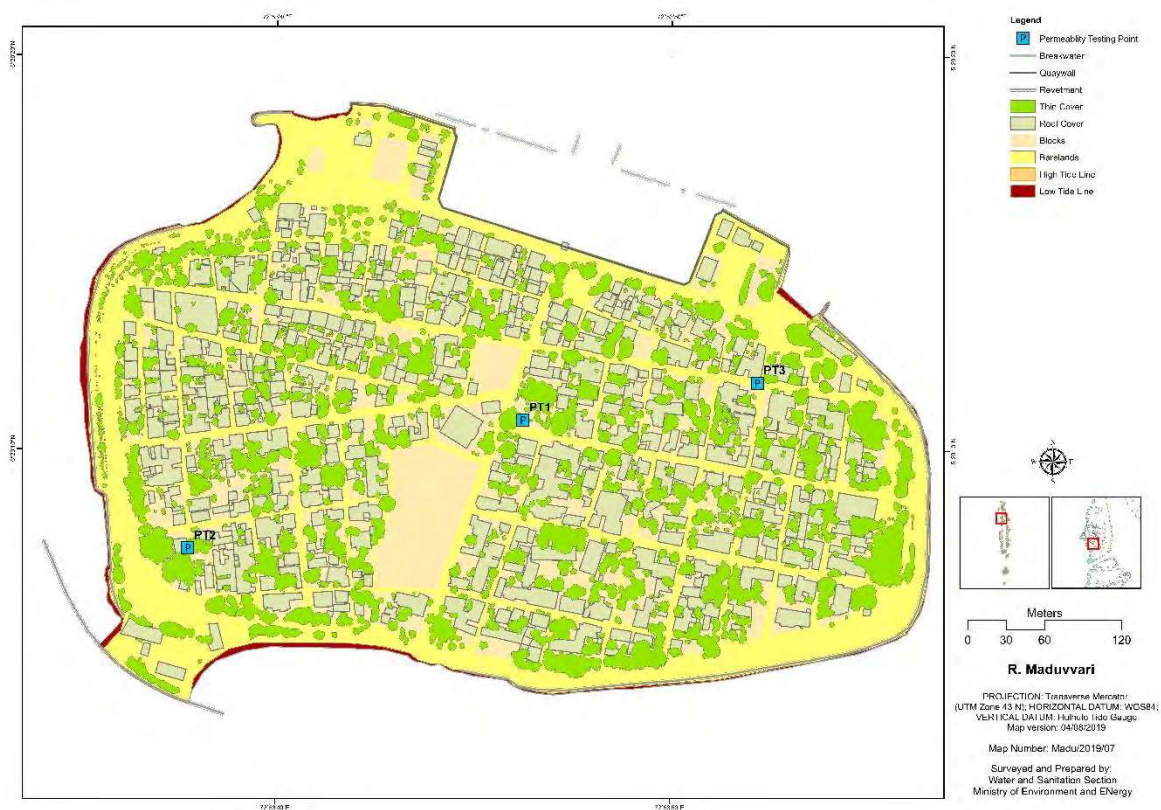 Legend
P
Permeablity Testing Point
Breakwater
Quaywall
Revetment
Roof Cover
Blocks
Barelands
High Tide Line
Low Tide Line
PT3
P
PT1
P
PT2
P
N
W
S
Meters
0 30 60 120
R. Maduvvari
PROJECTION: Transverse Mercator
(UTM Zone 43 N); HORIZONTAL DATUM: WGS84;
VERTICAL DATUM: Hulhule Tide Gauge
Map version: 04/08/2019
Map Number: Madu/2019/07
Surveyed and Prepared by:
Water and Sanitation Section
Ministry of Environment and ENergy